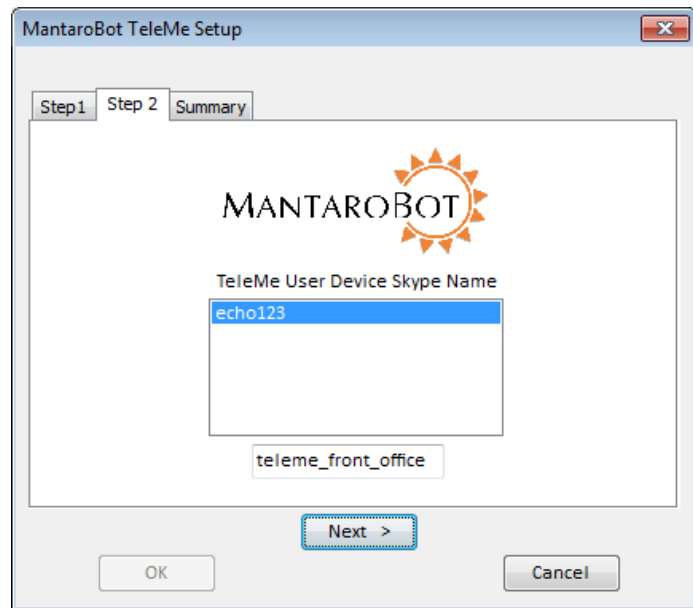 MantaroBot TeleMe Setup
Step1 Step 2 Summary
MANTAROBOT
TeleMe User Device Skype Name
echo123
teleme_front_office
Next >
OK Cancel